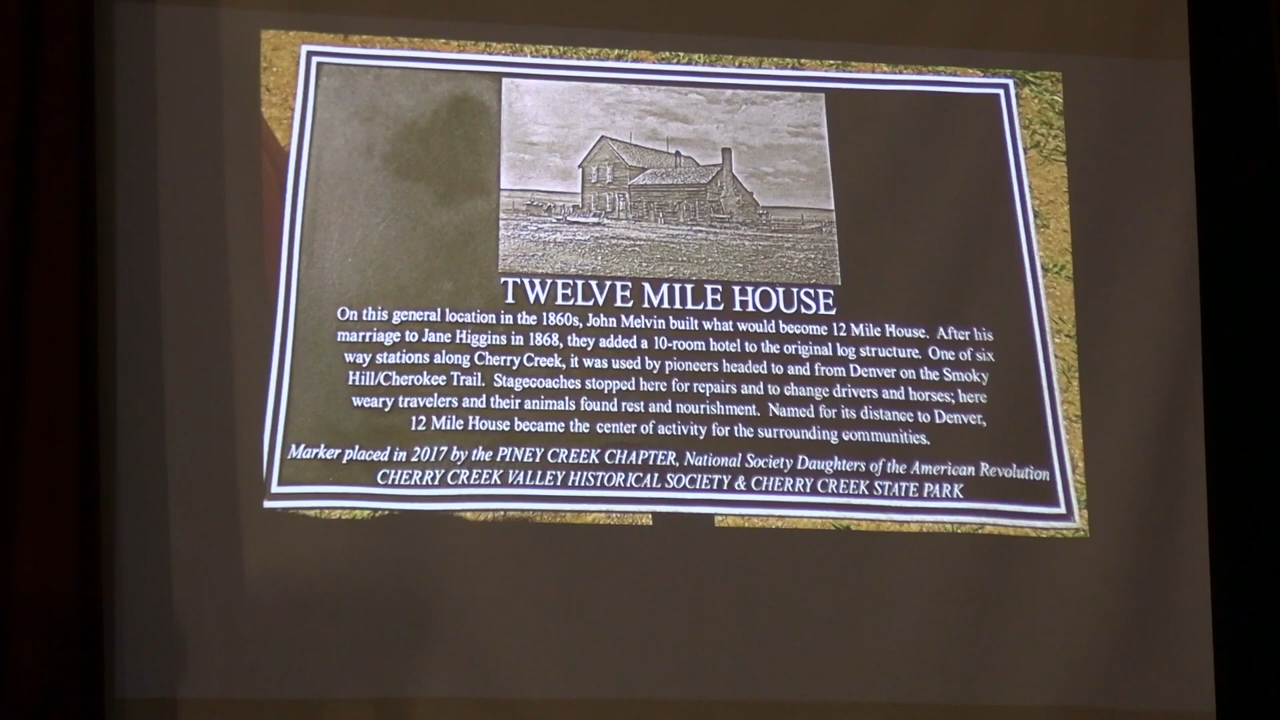 TWELVE MILE HOUSE
On this general location in the 1860s, John Melvin built what would become 12 Mile House. After his
marriage to Jane Higgins in 1868, they added a 10-room hotel to the original log structure. One of six
way stations along Cherry Creek, it was used by pioneers headed to and from Denver on the Smoky
Hill/Cherokee Trail. Stagecoaches stopped here for repairs and to change drivers and horses; here
weary travelers and their animals found rest and nourishment. Named for its distance to Denver,
12 Mile House became the center of activity for the surrounding communities.
Marker placed in 2017 by the PINEY CREEK CHAPTER, National Society Daughters of the American Revolution
CHERRY CREEK VALLEY HISTORICAL SOCIETY & CHERRY CREEK STATE PARK